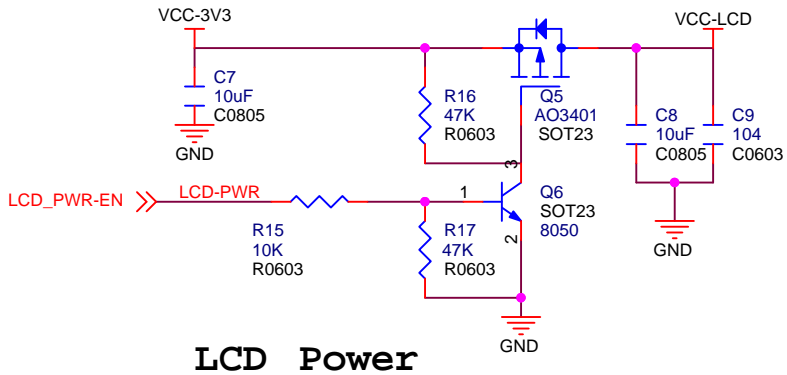 VCC-3V3
VCC-LCD
C7
10uF
C0805
GND
R16
47K
R0603
Q5
AO3401
SOT23
C8
10uF
C0805
C9
104
C0603
GND
3
LCD_PWR-EN
LCD-PWR
R15
10K
R0603
1
R17
47K
R0603
2
Q6
SOT23
8050
GND
LCD Power